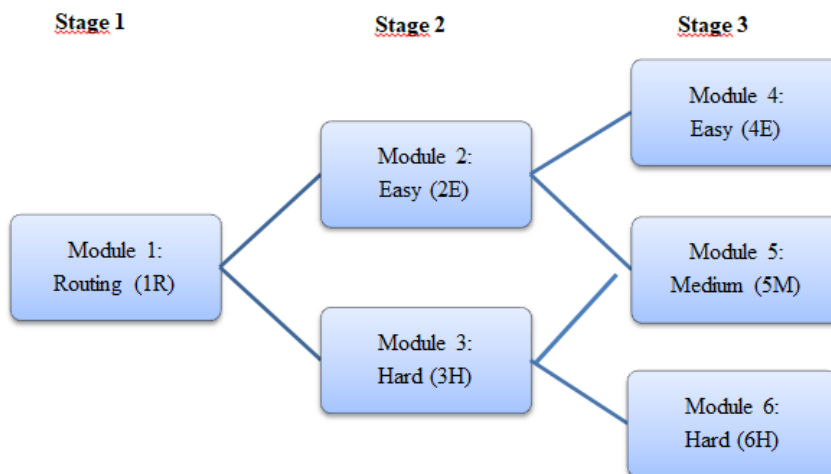 Stage 1
Stage 2
Stage 3
Module 1:
Routing (1R)
Module 2:
Easy (2E)
Module 3:
Hard (3H)
Module 4:
Easy (4E)
Module 5:
Medium (5M)
Module 6:
Hard (6H)